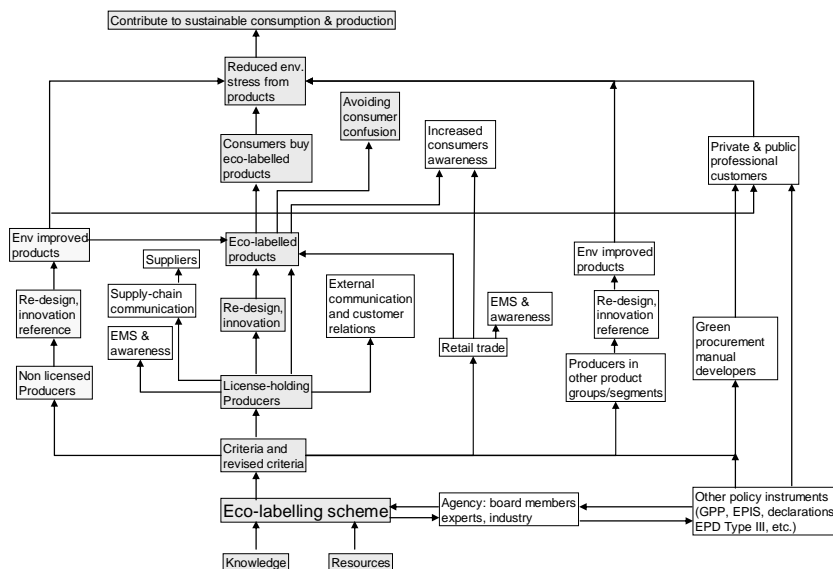 Contribute to sustainable consumption & production
Reduced env.
stress from
products
Avoiding
consumer
confusion
Increased
consumers
awareness
Consumers buy
eco-labelled
products
Private & public
professional
customers
Env improved
products
Eco-labelled
products
Suppliers
Env improved
products
Supply-chain
communication
External
communication
and customer
relations
Re-design,
innovation
reference
Re-design,
innovation
EMS &
awareness
Re-design,
innovation
reference
EMS &
awareness
Retail trade
Green
procurement
manual
developers
Non licensed
Producers
License-holding
Producers
Producers in
other product
groups/segments
Criteria and
revised criteria
Eco-labelling scheme
Agency: board members
experts, industry
Other policy instruments
(GPP, EPIS, declarations
EPD Type III, etc.)
Knowledge
Resources